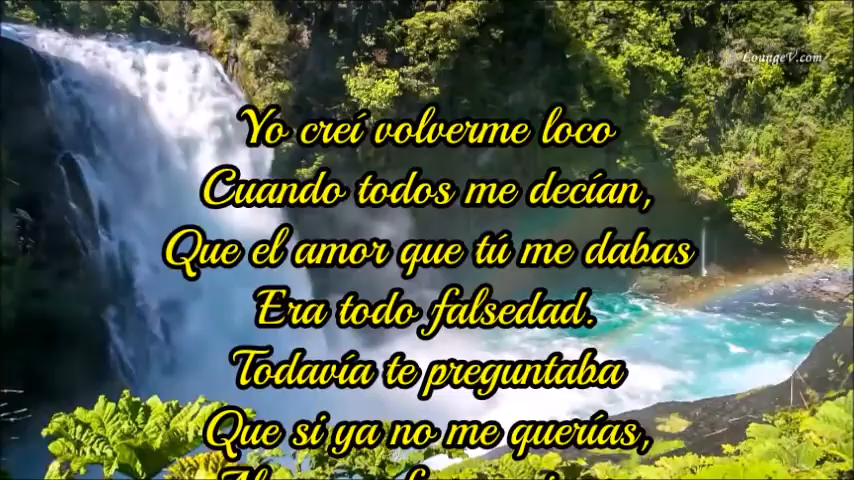 LoungeV.com
Yo creí volverme loco
Cuando todos me decían,
Que el amor que tú me dabas
Era todo falsedad.
Todavía te preguntaba
Que si ya no me querías,